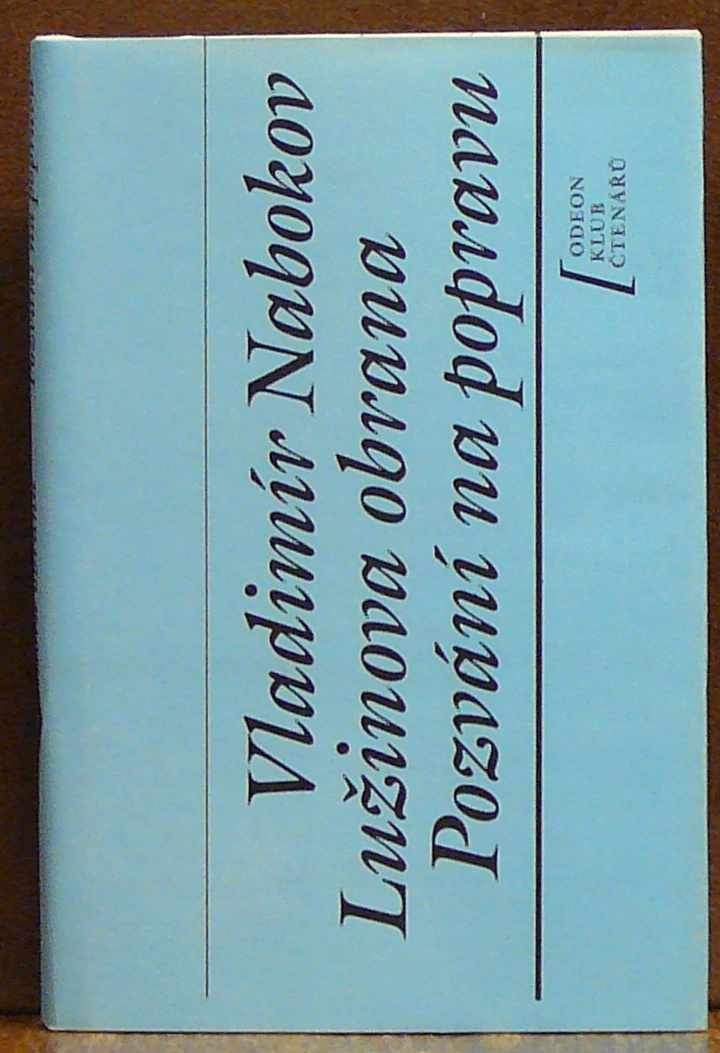 Vladimír Nabokov
Lužinova obrana
Pozvání na popravu
ODEON
KLUB
ČTENÁŘŮ